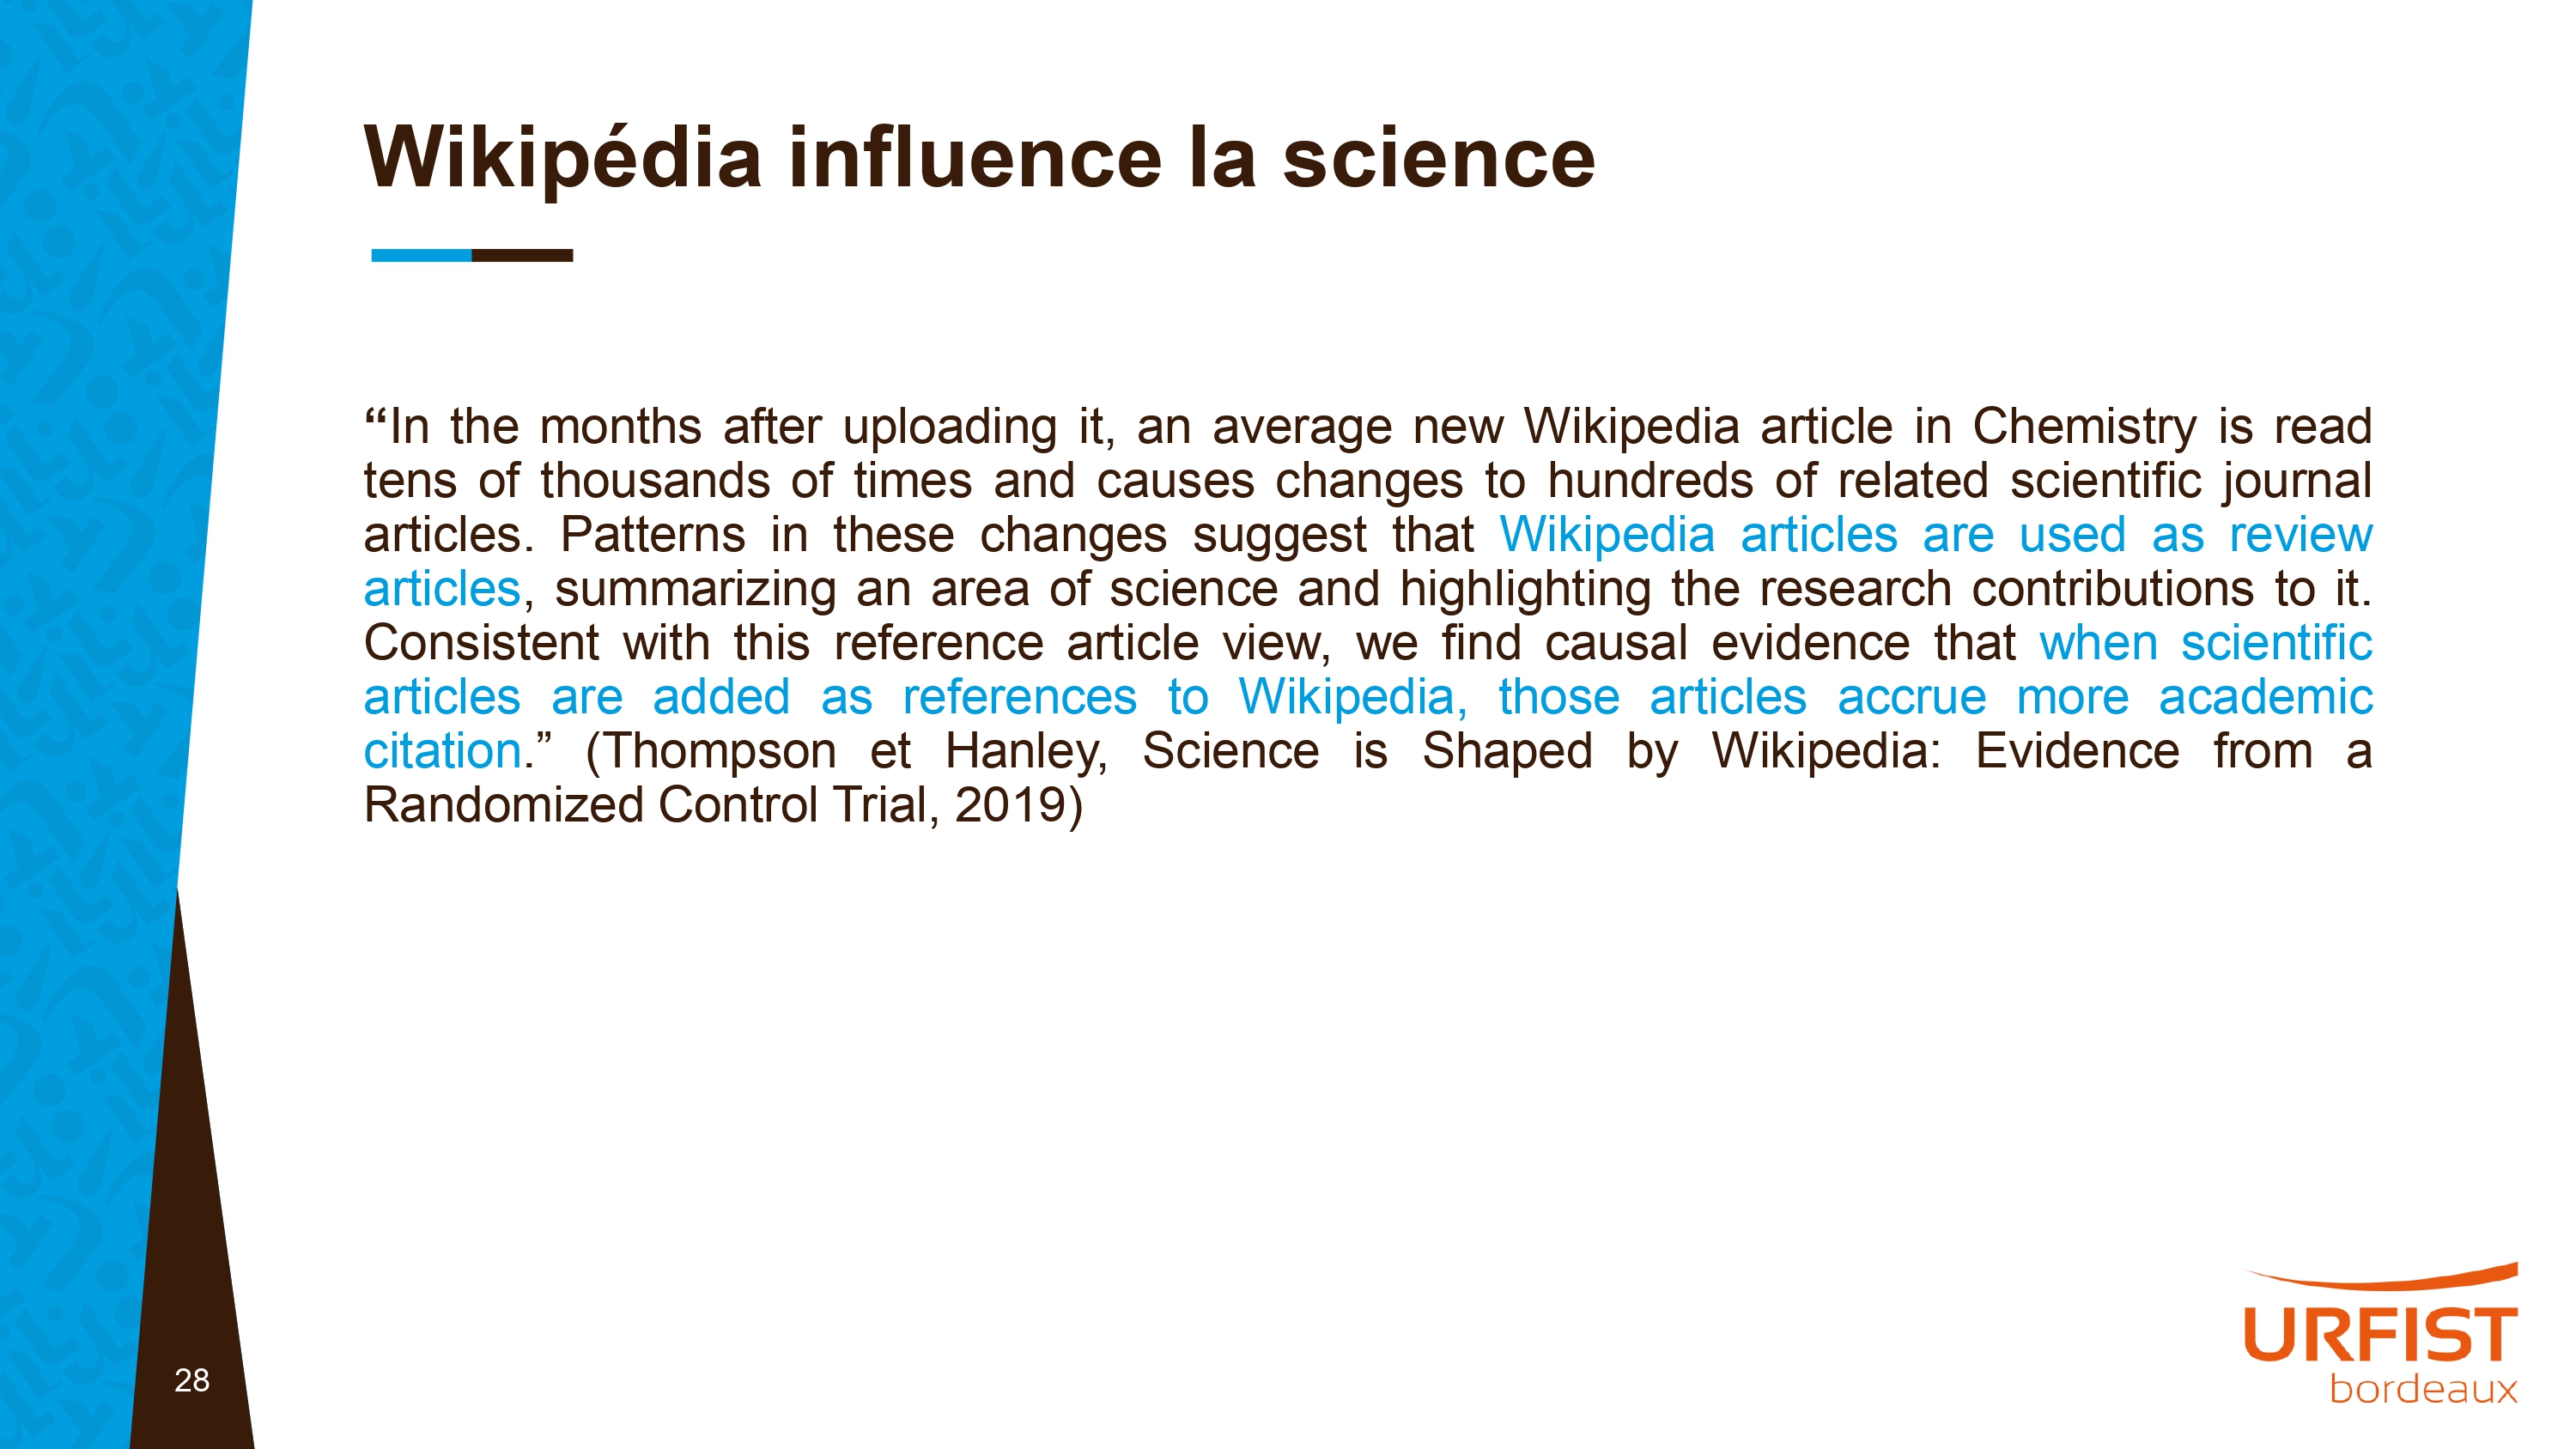 Wikipédia influence la science
“In the months after uploading it, an average new Wikipedia article in Chemistry is read
tens of thousands of times and causes changes to hundreds of related scientific journal
articles. Patterns in these changes suggest that Wikipedia articles are used as review
articles, summarizing an area of science and highlighting the research contributions to it.
Consistent with this reference article view, we find causal evidence that when scientific
articles are added as references to Wikipedia, those articles accrue more academic
citation.” (Thompson et Hanley, Science is Shaped by Wikipedia: Evidence from a
Randomized Control Trial, 2019)
28
URFIST
bordeaux